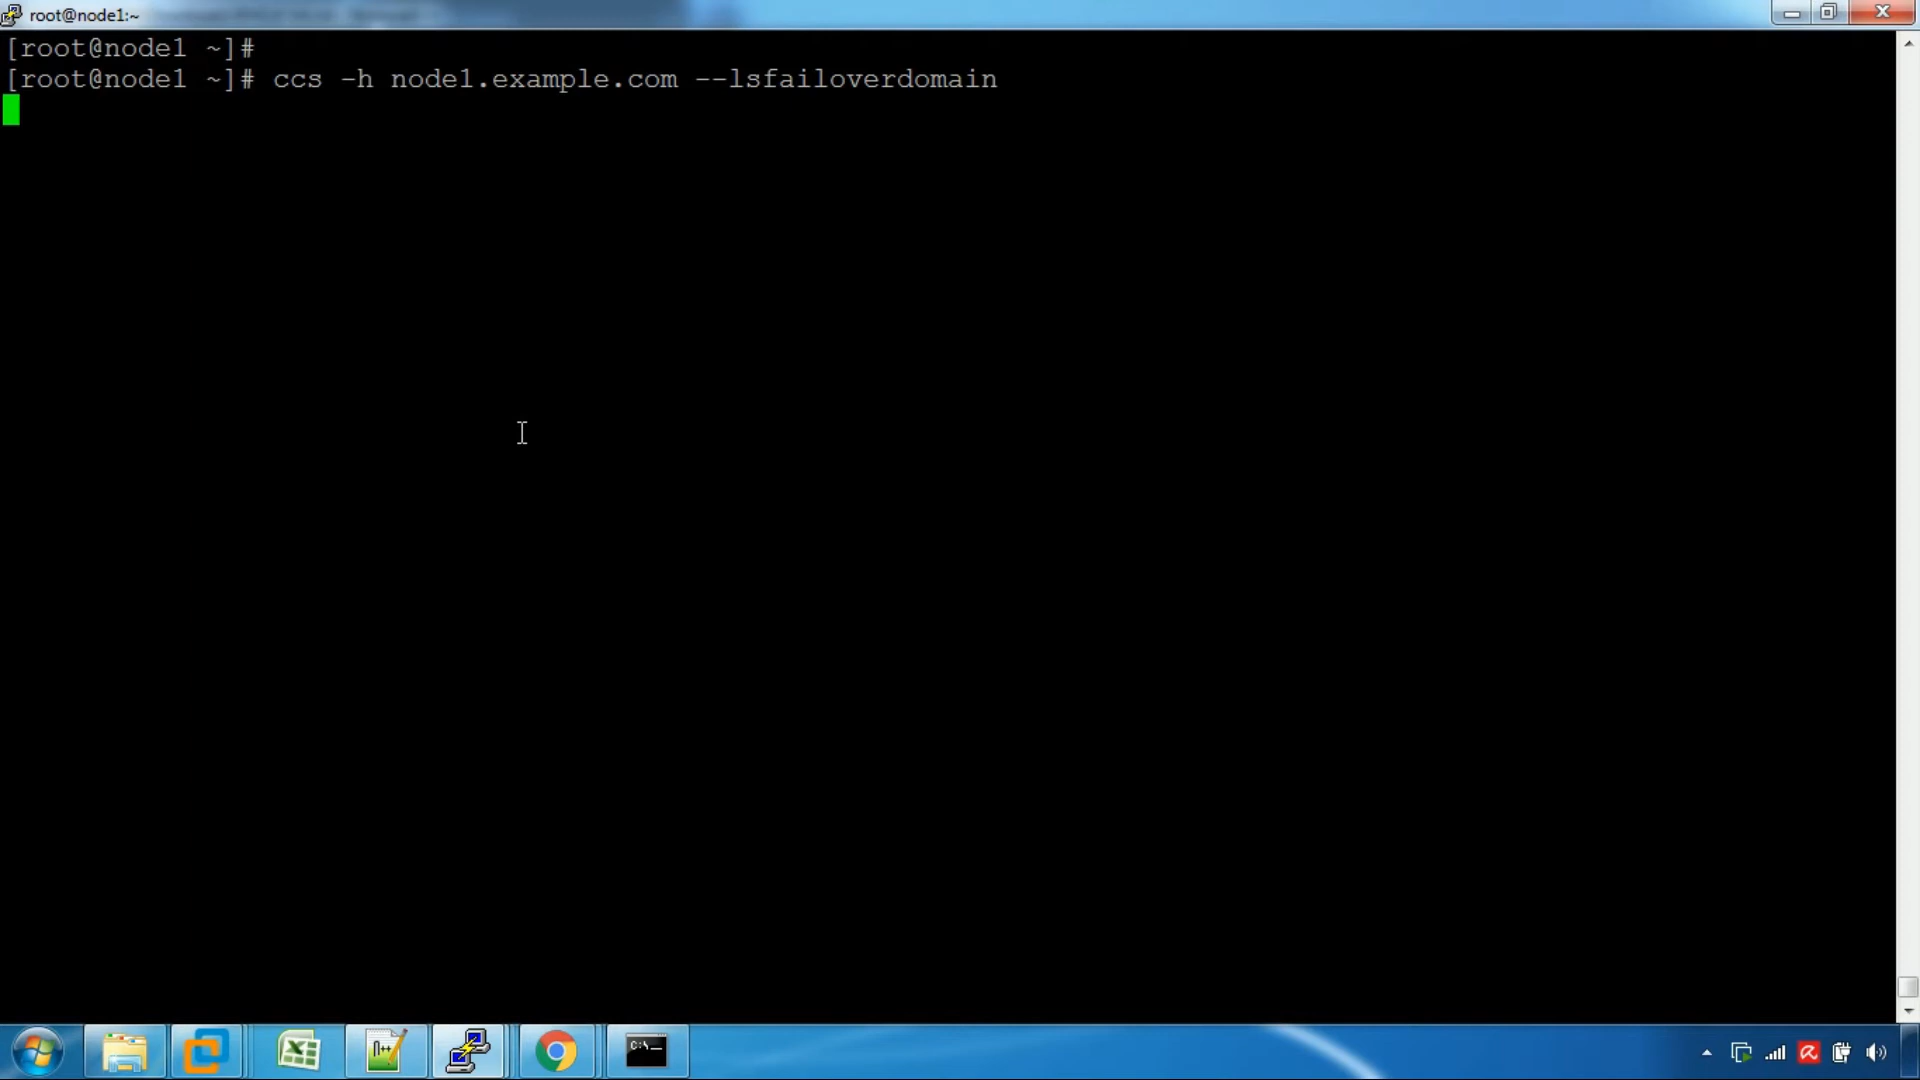 root@node1:~
[root@node1 ~]#
[root@node1 ~]# ccs -h node1.example.com --lsfailoverdomain
C:\_